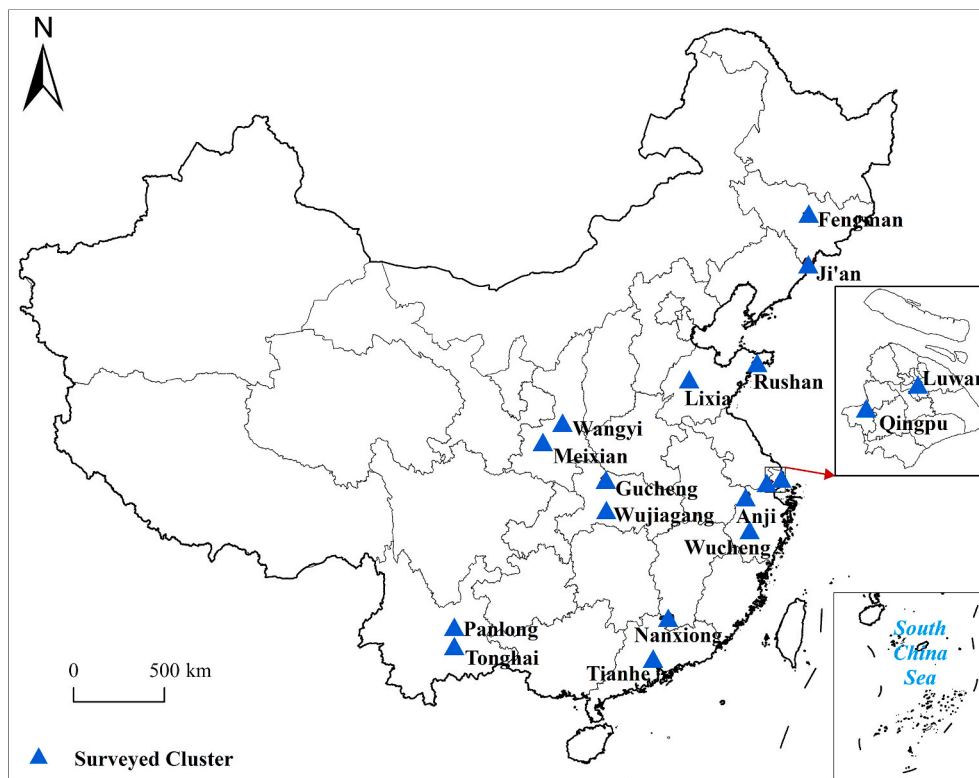 N
Fengman
Ji'an
Rushan
Lixia
Luwan
Qingpu
Wangyi
Meixian
Gucheng
Wujiagang
Anji
Wucheng
Panlong
Tonghai
Nanxiong
Tianhe
South
China
Sea
0 500 km
Surveyed Cluster